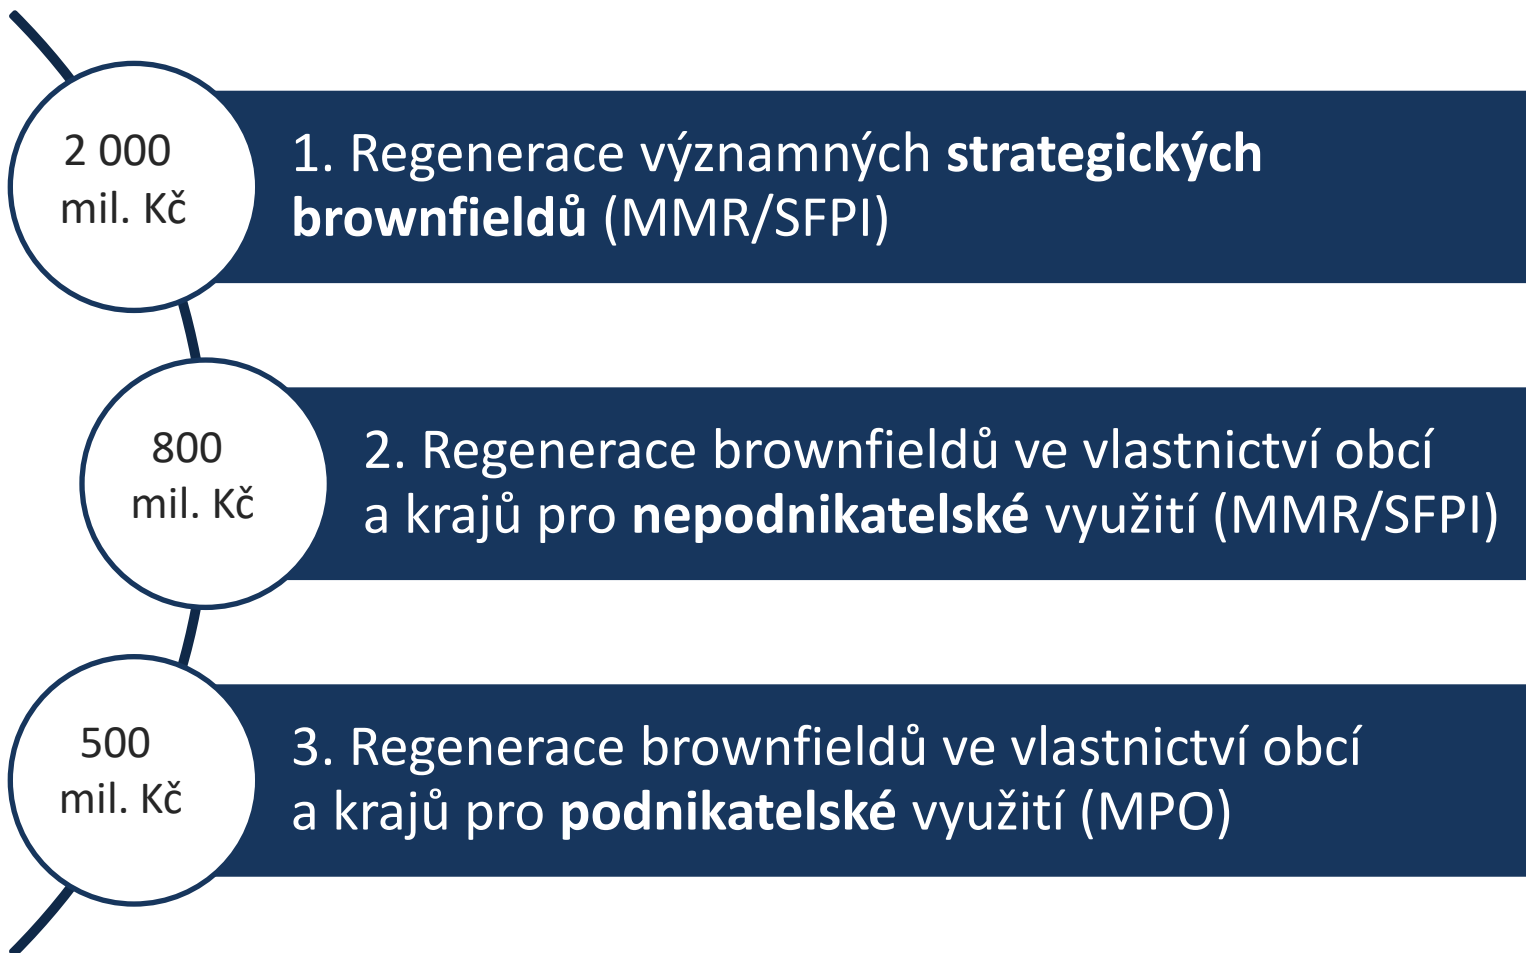 2 000
mil. Kč
1. Regenerace významných strategických
brownfieldů (MMR/SFPI)
800
mil. Kč
2. Regenerace brownfieldů ve vlastnictví obcí
a krajů pro nepodnikatelské využití (MMR/SFPI)
500
mil. Kč
3. Regenerace brownfieldů ve vlastnictví obcí
a krajů pro podnikatelské využití (MPO)